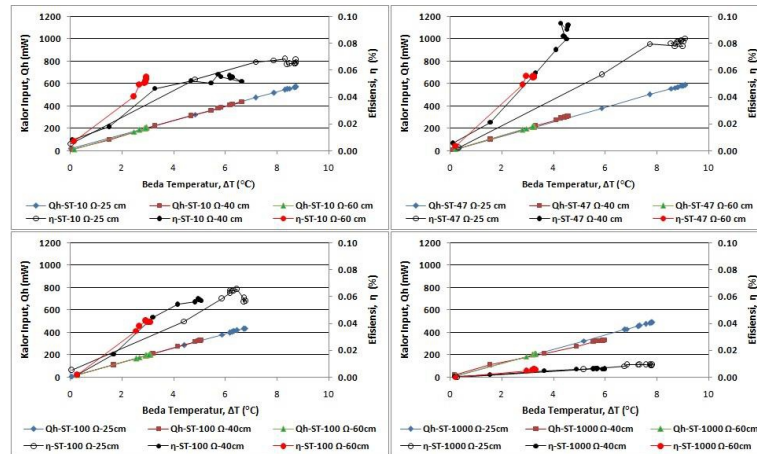 1200
1000
800
600
400
200
0
Kalor Input, Qh (mW)
0.10
0.08
0.06
0.04
0.02
0.00
Efisiensi, η (%)
0 2 4 6 8 10
Beda Temperatur, ΔT (°C)
Qh-ST-10 Ω-25 cm Qh-ST-10 Ω-40 cm Qh-ST-10 Ω-60 cm
η-ST-10 Ω-25 cm η-ST-10 Ω-40 cm η-ST-10 Ω-60 cm
1200
1000
800
600
400
200
0
Kalor Input, Qh (mW)
0.10
0.08
0.06
0.04
0.02
0.00
Efisiensi, η (%)
0 1 2 3 4 5 6 7 8 9 10
Beda Temperatur, ΔT (°C)
Qh-ST-47 Ω-25 cm Qh-ST-47 Ω-40 cm Qh-ST-47 Ω-60 cm
η-ST-47 Ω-25 cm η-ST-47 Ω-40 cm η-ST-47 Ω-60 cm
1200
1000
800
600
400
200
0
Kalor Input, Qh (mW)
0.10
0.08
0.06
0.04
0.02
0.00
Efisiensi, η (%)
0 2 4 6 8 10
Beda Temperatur, ΔT (°C)
Qh-ST-100 Ω-25cm Qh-ST-100 Ω-40cm Qh-ST-100 Ω-60cm
η-ST-100 Ω-25cm η-ST-100 Ω-40cm η-ST-100 Ω-60cm
1200
1000
800
600
400
200
0
Kalor Input, Qh (mW)
0.10
0.08
0.06
0.04
0.02
0.00
Efisiensi, η (%)
0 1 2 3 4 5 6 7 8 9 10
Beda Temperatur, ΔT (°C)
Qh-ST-1000 Ω-25cm Qh-ST-1000 Ω-40cm Qh-ST-1000 Ω-60cm
η-ST-1000 Ω-25cm η-ST-1000 Ω-40cm η-ST-1000 Ω-60cm